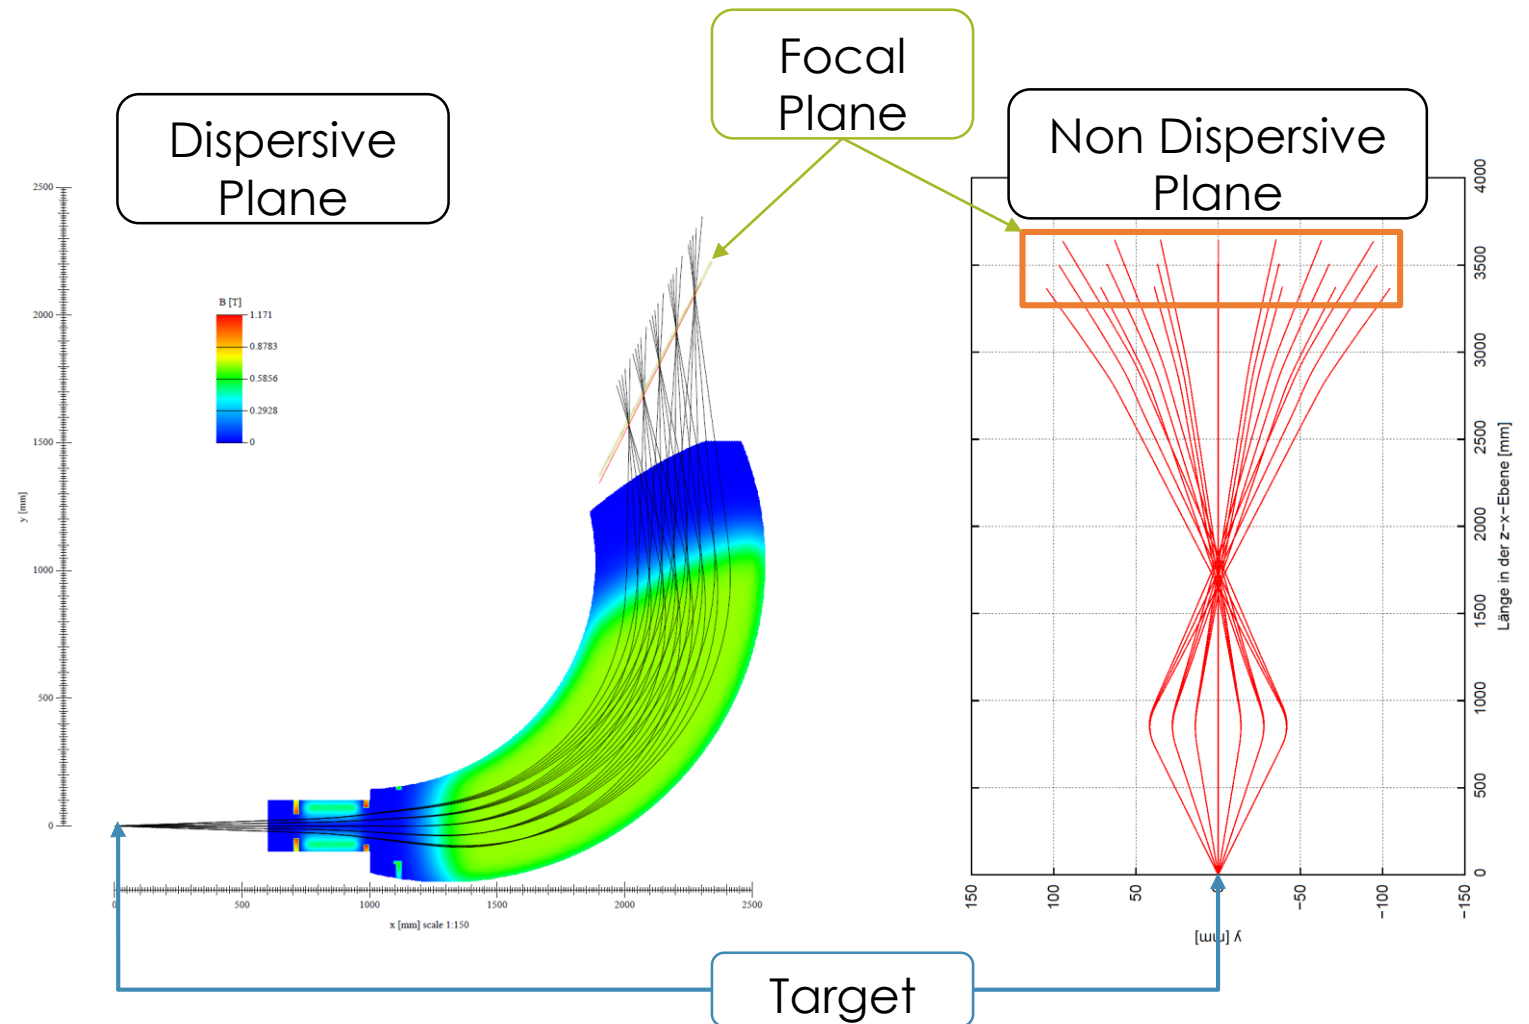 Focal
Plane
Dispersive
Plane
Non Dispersive
Plane
2500
2000
1500
1000
500
0
y [mm]
B [T]
1.171
0.8783
0.5856
0.2928
0
0
500
1000
1500
2000
2500
x [mm] scale 1:150
4000
3500
3000
2500
2000
1500
1000
500
0
Länge in der z-x-Ebene [mm]
150
100
50
0
-50
-100
-150
y [mm]
Target